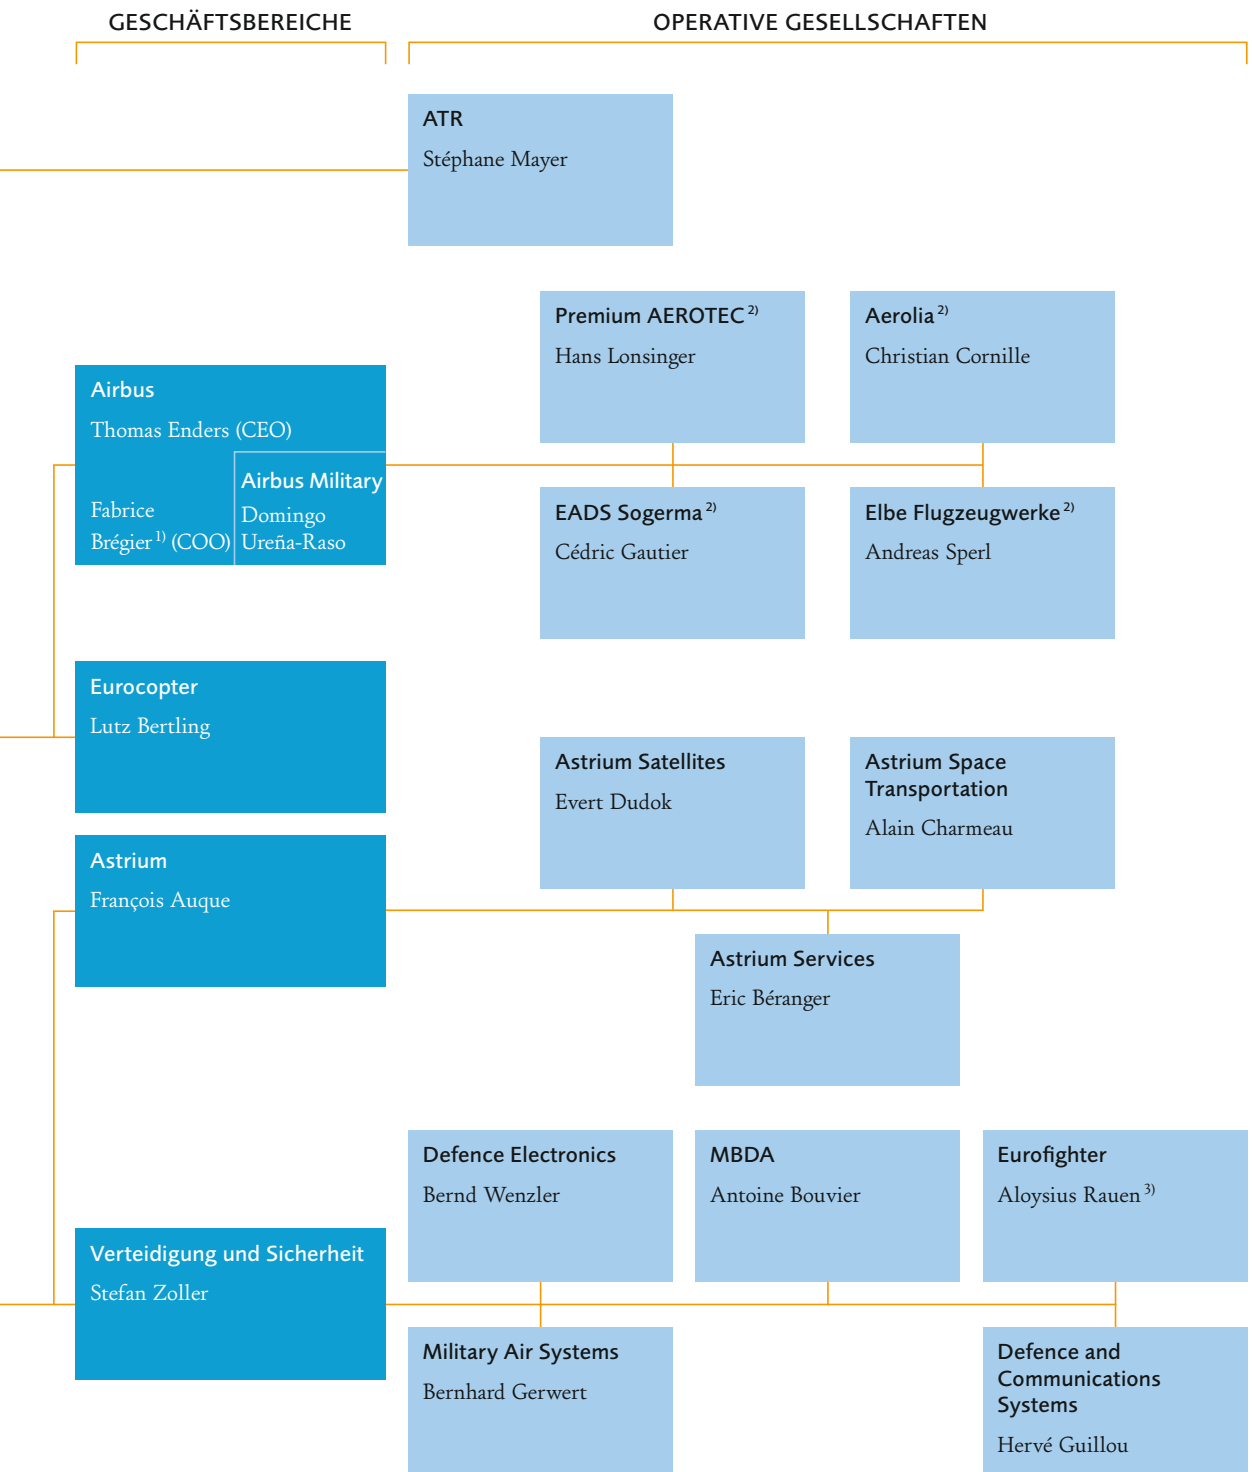 GESCHÄFTSBEREICHE
OPERATIVE GESELLSCHAFTEN
ATR
Stéphane Mayer
Premium AEROTEC 2)
Hans Lonsinger
Aerolia 2)
Christian Cornille
Airbus
Thomas Enders (CEO)
Fabrice
Brégier 1) (COO)
Airbus Military
Domingo
Ureña-Raso
EADS Sogerma 2)
Cédric Gautier
Elbe Flugzeugwerke 2)
Andreas Sperl
Eurocopter
Lutz Bertling
Astrium Satellites
Evert Dudok
Astrium Space
Transportation
Alain Charmeau
Astrium
François Auque
Astrium Services
Eric Béranger
Defence Electronics
Bernd Wenzler
MBDA
Antoine Bouvier
Eurofighter
Aloysius Rauen 3)
Verteidigung und Sicherheit
Stefan Zoller
Military Air Systems
Bernhard Gerwert
Defence and
Communications
Systems
Hervé Guillou